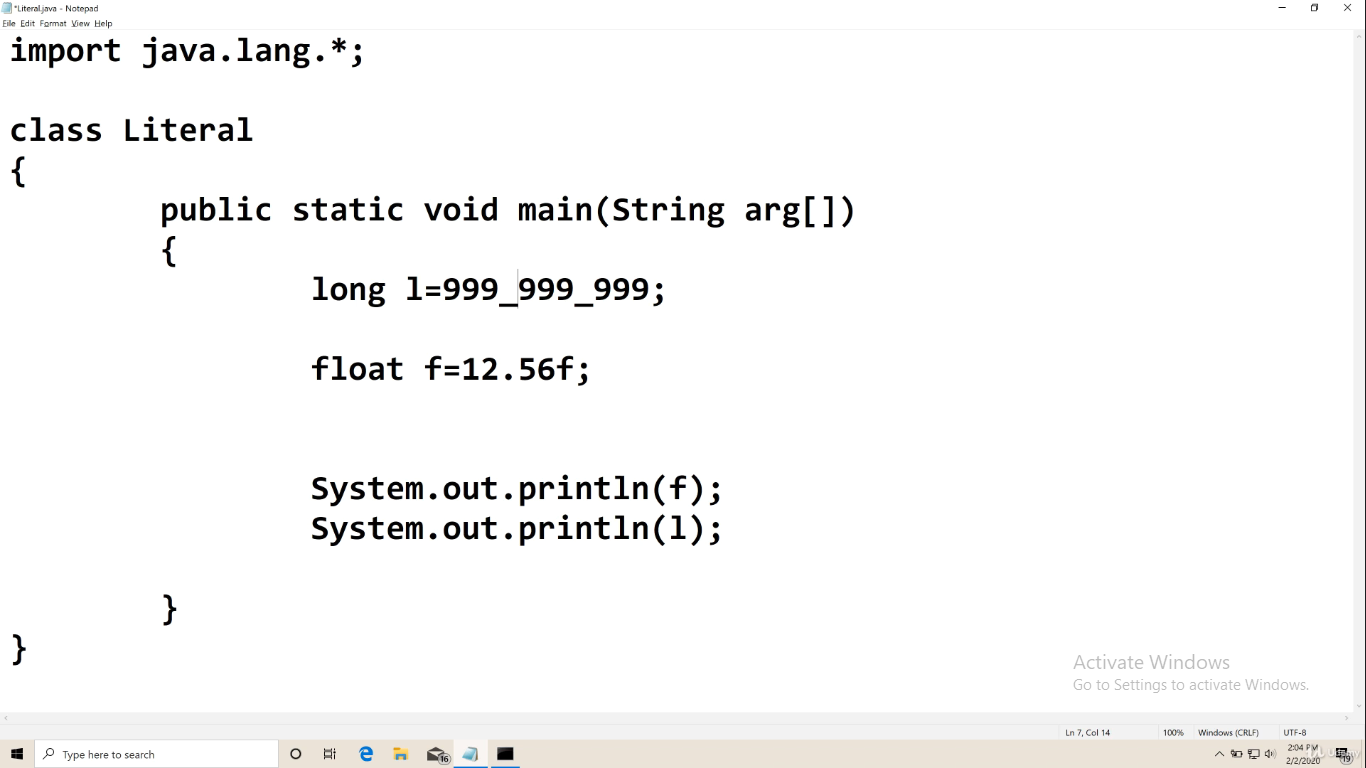 *Literal.java - Notepad
File Edit Format View Help
import java.lang.*;
class Literal
{
public static void main(String arg[])
{
long l=999_999_999;
float f=12.56f;
System.out.println(f);
System.out.println(l);
}
}
Activate Windows
Go to Settings to activate Windows.
Ln 7, Col 14 100% Windows (CRLF) UTF-8
Type here to search
16
2:04 PM
2/2/2020
19